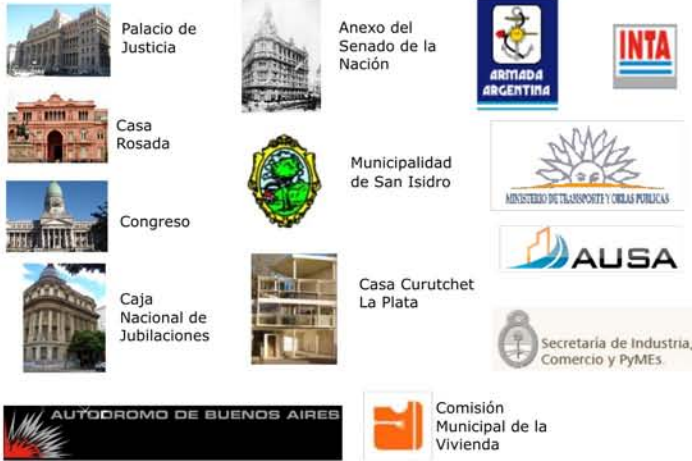 Palacio de
Justicia
Anexo del
Senado de la
Nación
ARMADA
ARGENTINA
INTA
Casa
Rosada
Municipalidad
de San Isidro
MINISTERIO DE TRANSPORTE Y OBRAS PUBLICAS
Congreso
AUSA
Caja
Nacional de
Jubilaciones
Casa Curutchet
La Plata
Secretaría de Industria,
Comercio y PyMEs.
AUTODROMO DE BUENOS AIRES
Comisión
Municipal de la
Vivienda